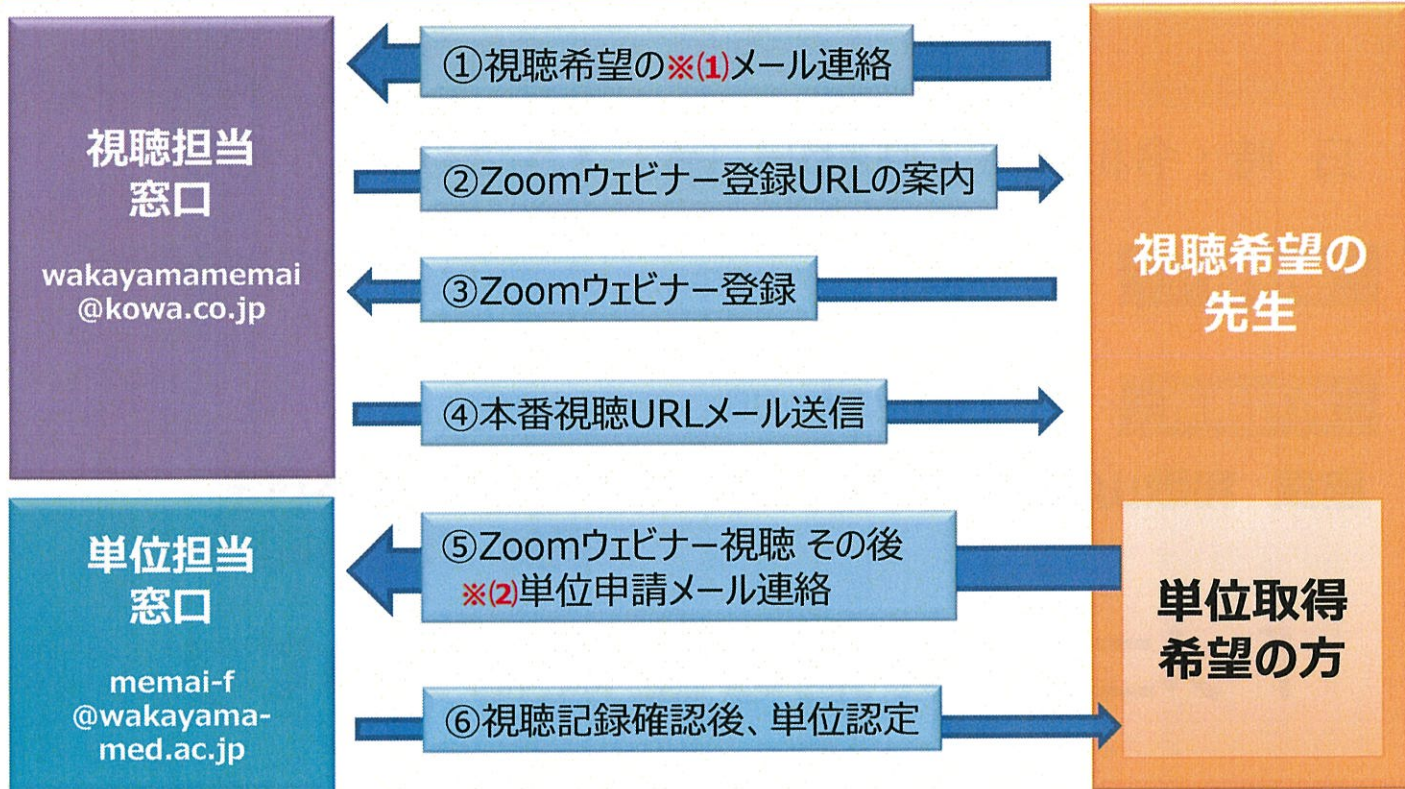 視聴担当
窓口
wakayamamemai
@kowa.co.jp
①視聴希望の※(1)メール連絡
②Zoomウェビナー登録URLの案内
③Zoomウェビナー登録
④本番視聴URLメール送信
視聴希望の
先生
単位担当
窓口
memai-f
@wakayama-
med.ac.jp
⑤Zoomウェビナー視聴 その後
※(2)単位申請メール連絡
⑥視聴記録確認後、単位認定
単位取得
希望の方